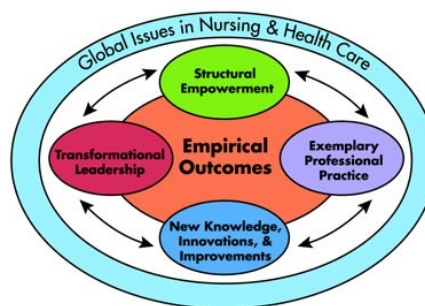 Global Issues in Nursing & Health Care
Structural
Empowerment
Transformational
Leadership
Empirical
Outcomes
Exemplary
Professional
Practice
New Knowledge,
Innovations, &
Improvements